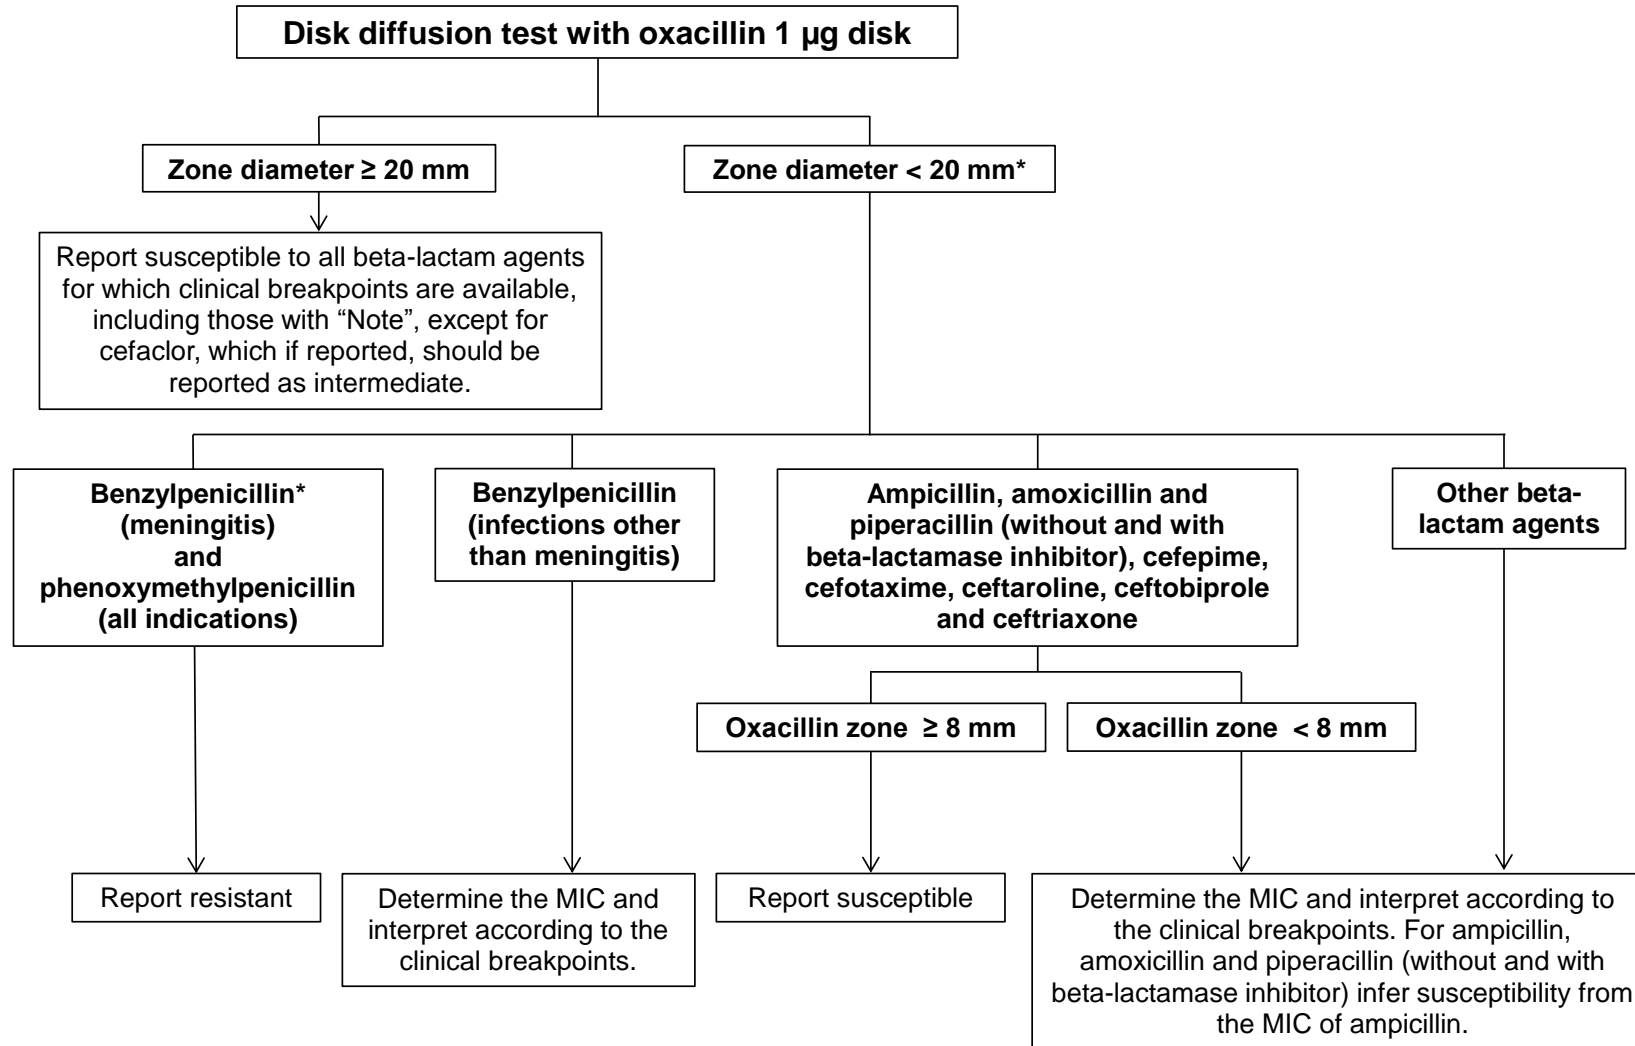 Disk diffusion test with oxacillin 1 µg disk
Zone diameter ≥ 20 mm
Zone diameter < 20 mm*
Report susceptible to all beta-lactam agents
for which clinical breakpoints are available,
including those with “Note”, except for
cefaclor, which if reported, should be
reported as intermediate.
Benzylpenicillin*
(meningitis)
and
phenoxymethylpenicillin
(all indications)
Benzylpenicillin
(infections other
than meningitis)
Ampicillin, amoxicillin and
piperacillin (without and with
beta-lactamase inhibitor), cefepime,
cefotaxime, ceftaroline, ceftobiprole
and ceftriaxone
Other beta-
lactam agents
Oxacillin zone ≥ 8 mm
Oxacillin zone < 8 mm
Report resistant
Determine the MIC and
interpret according to the
clinical breakpoints.
Report susceptible
Determine the MIC and interpret according to
the clinical breakpoints. For ampicillin,
amoxicillin and piperacillin (without and with
beta-lactamase inhibitor) infer susceptibility from
the MIC of ampicillin.